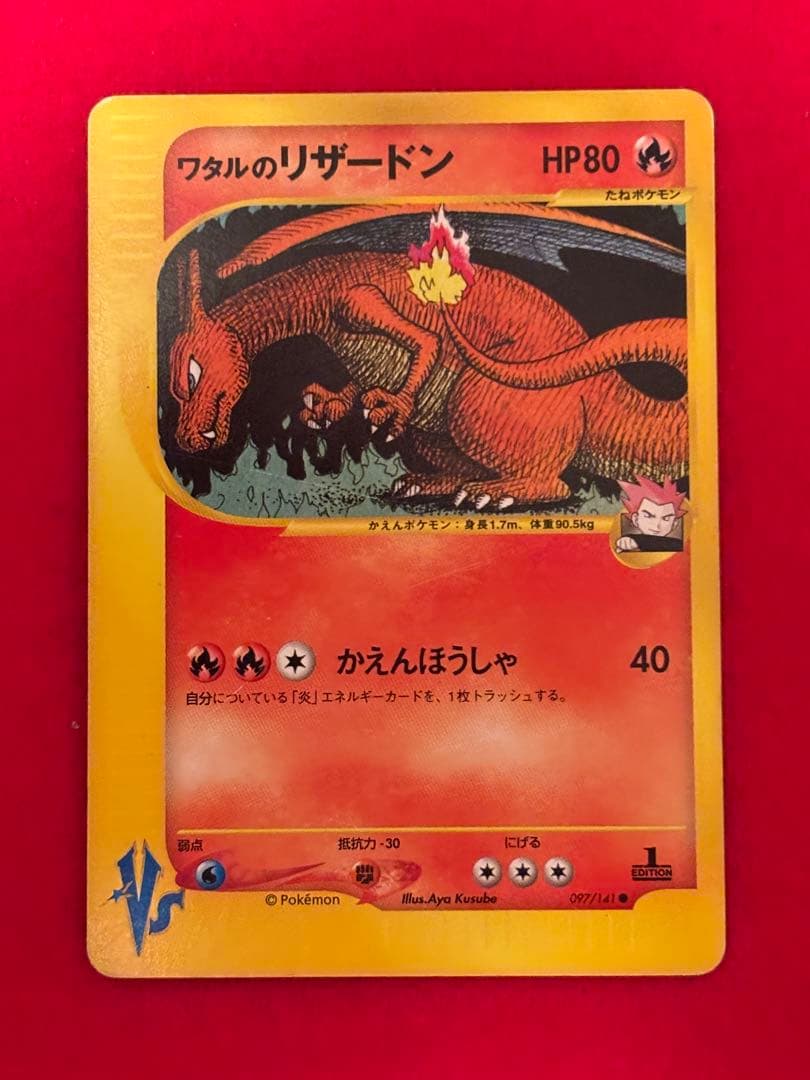 ワタルのリザードン HP80
たねポケモン
かえんポケモン：身長1.7m、体重90.5kg
かえんほうしゃ 40
自分についている「炎」エネルギーカードを、1枚トラッシュする。
弱点 抵抗力 -30 にげる
1
EDITION
VS
© Pokémon Illus.Aya Kusube 097/141 ●